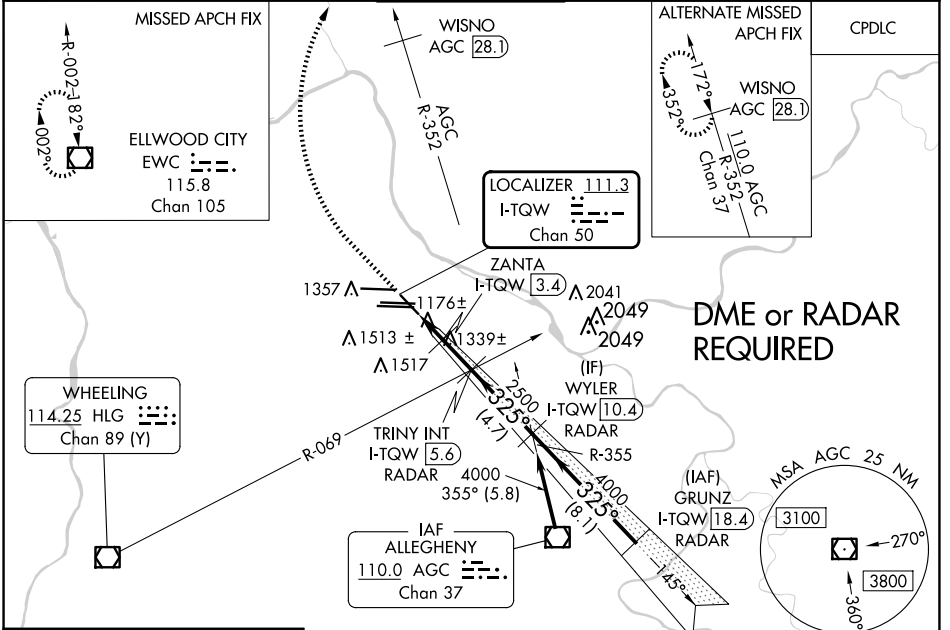 MISSED APCH FIX
R-002
182°
002°
ELLWOOD CITY
EWC
115.8
Chan 105
WISNO
AGC 28.1
AGC
R-352
ALTERNATE MISSED
APCH FIX
172°
352°
WISNO
AGC 28.1
110.0 AGC
R-352
Chan 37
CPDLC
LOCALIZER 111.3
I-TQW
Chan 50
ZANTA
I-TQW 3.4
1357
1176±
1513 ±
1339±
1517
2041
2049
2049
DME or RADAR
REQUIRED
WHEELING
114.25 HLG
Chan 89 (Y)
R-069
TRINY INT
I-TQW 5.6
RADAR
2500
325°
(4.7)
(IF)
WYLER
I-TQW 10.4
RADAR
R-355
4000
355° (5.8)
4000
325°
(8.1)
(IAF)
GRUNZ
I-TQW 18.4
RADAR
145°
IAF
ALLEGHENY
110.0 AGC
Chan 37
MSA AGC 25 NM
3100
270°
3800
360°